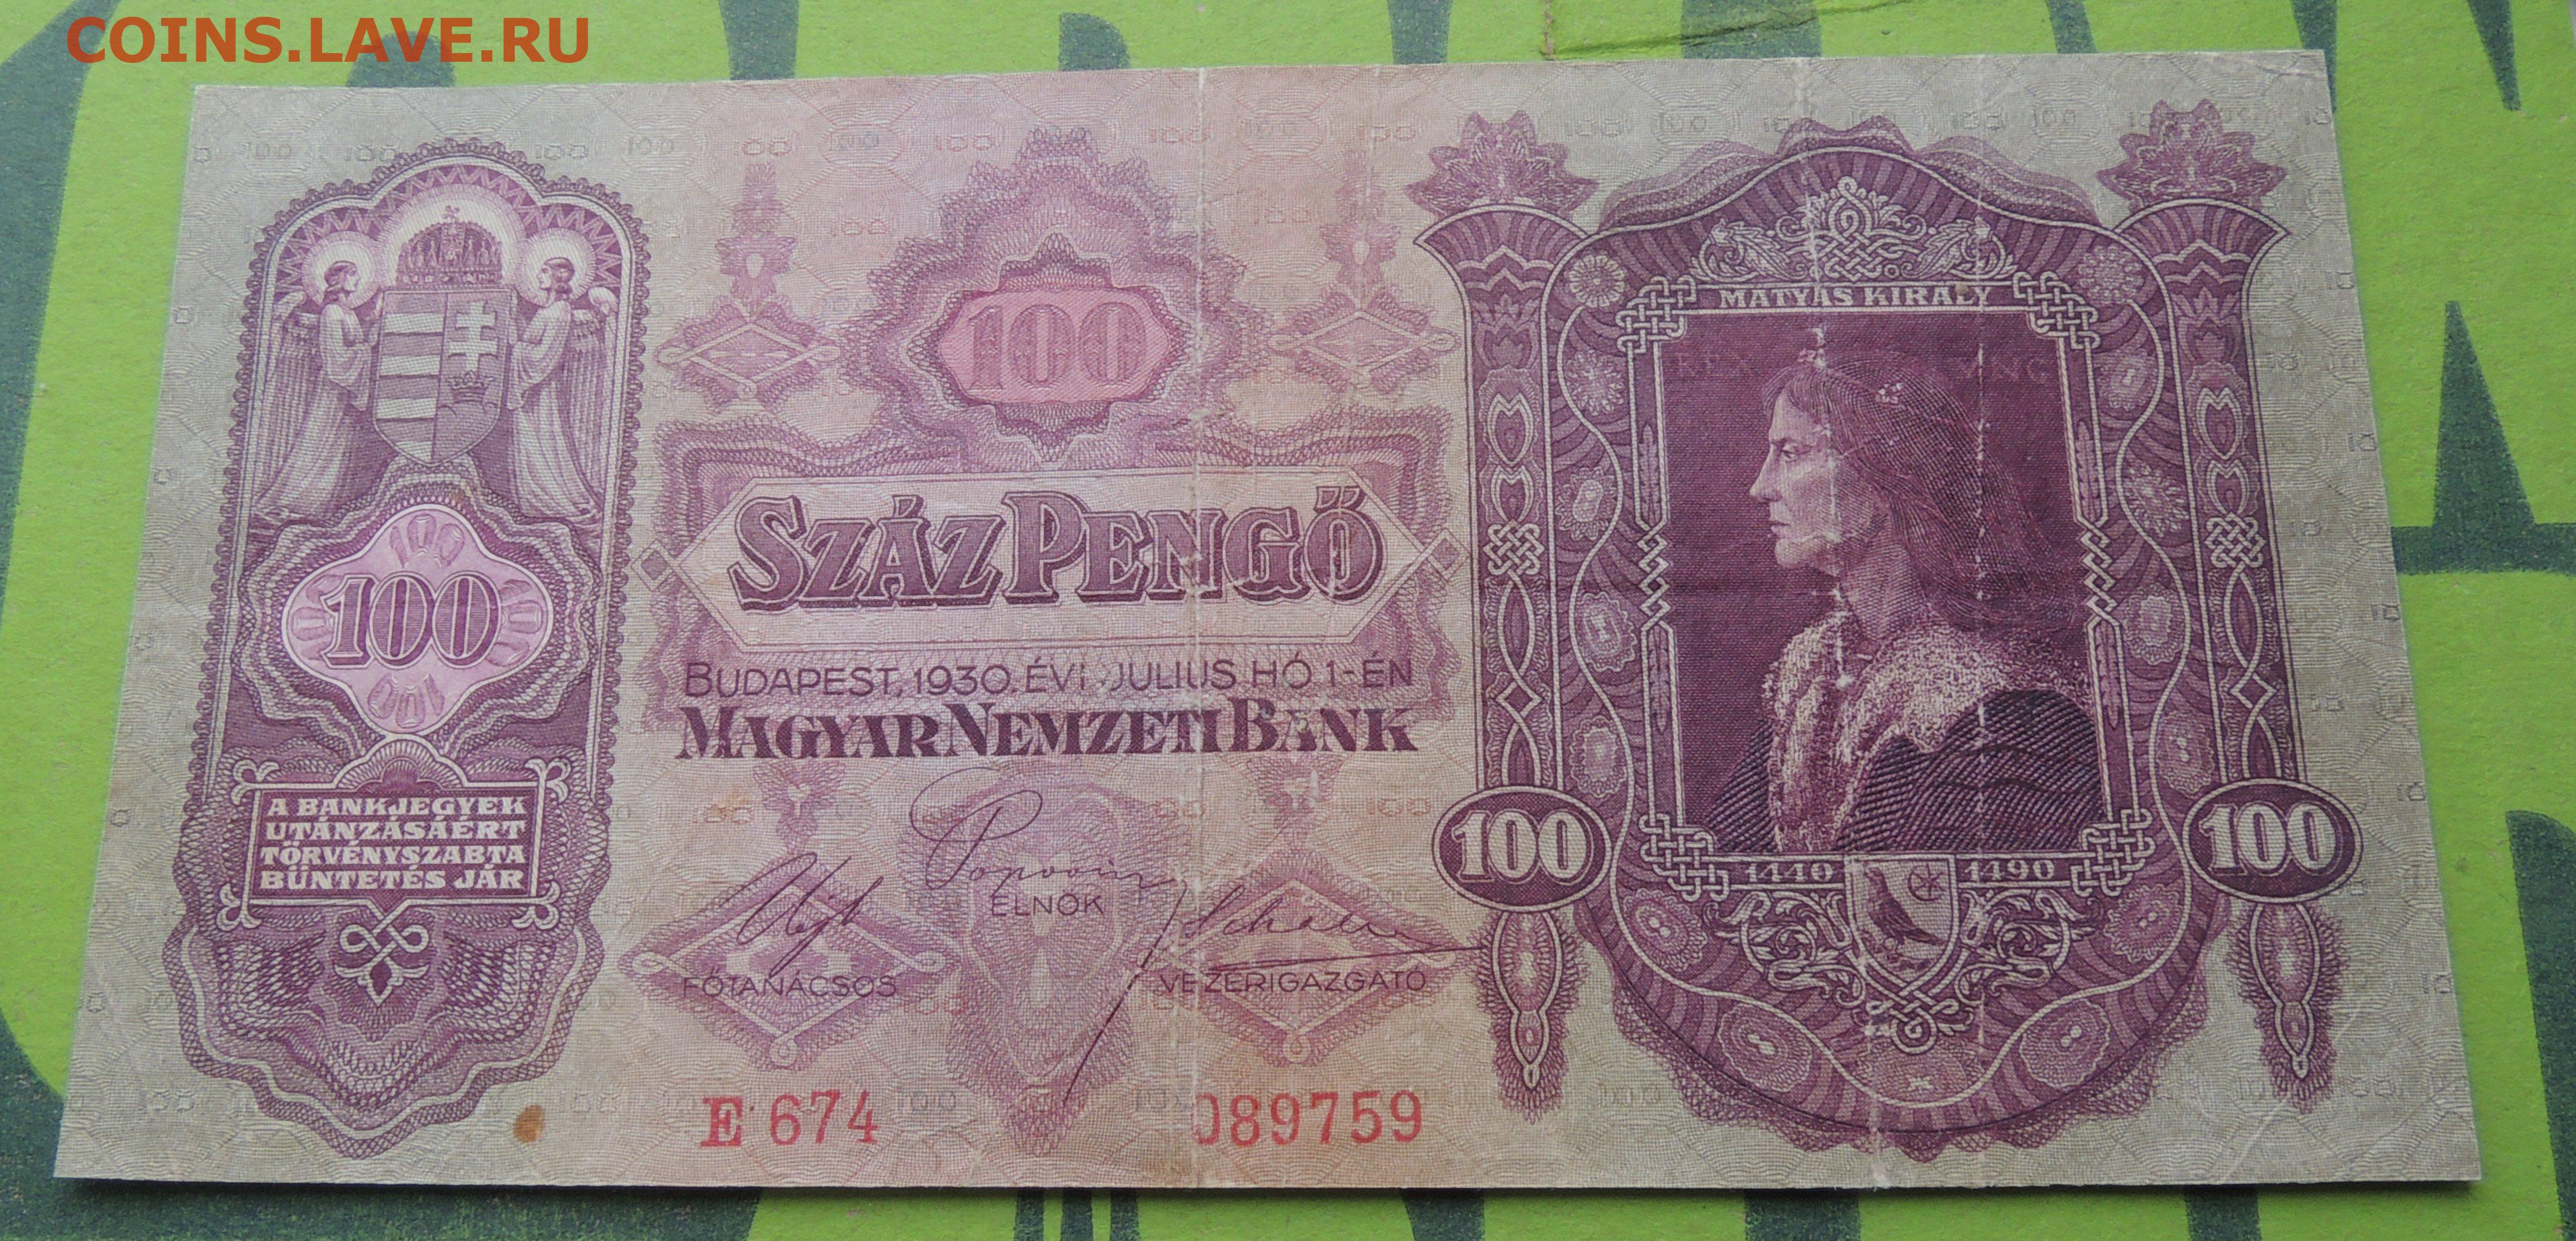 COINS.LAVE.RU
MATYAS KIRALY
100
SZÁZ PENGŐ
100
BUDAPEST, 1930. ÉVI JULIUS HÓ 1-ÉN
MAGYAR NEMZETI BANK
A BANKJEGYEK
UTÁNZÁSÁÉRT
TÖRVÉNYSZABTA
BÜNTETÉS JÁR
100
100
1440 1490
ELNÖK
FŐTANÁCSOS
VEZÉRIGAZGATÓ
E 674
089759